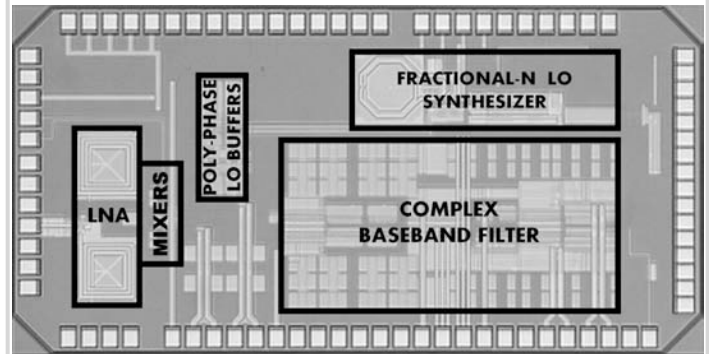 FRACTIONAL-N LO
SYNTHESIZER
POLY-PHASE
LO BUFFERS
LNA
MIXERS
COMPLEX
BASEBAND FILTER